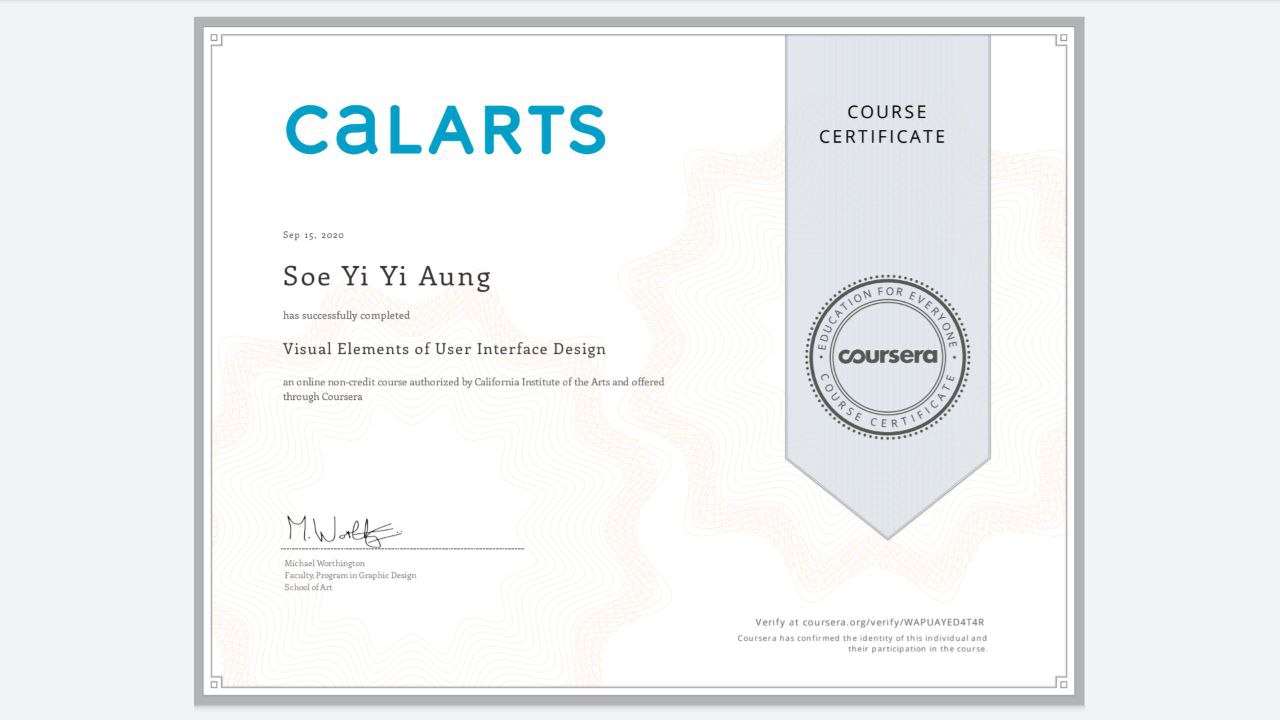 CaLARTS
COURSE
CERTIFICATE
Sep 15, 2020
Soe Yi Yi Aung
has successfully completed
Visual Elements of User Interface Design
an online non-credit course authorized by California Institute of the Arts and offered
through Coursera
EDUCATION FOR EVERYONE
coursera
COURSE CERTIFICATE
M. Worth
Michael Worthington
Faculty, Program in Graphic Design
School of Art
Verify at coursera.org/verify/WAPUAYED4T4R
Coursera has confirmed the identity of this individual and
their participation in the course.